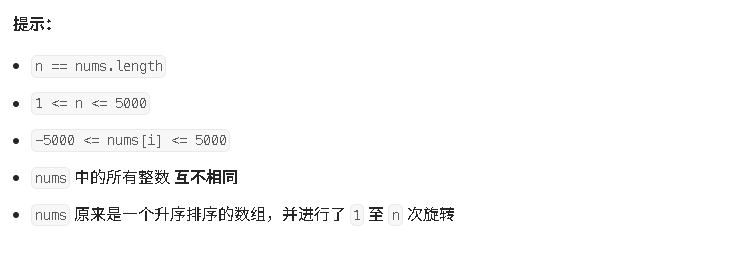 提示：
n == nums.length
1 <= n <= 5000
-5000 <= nums[i] <= 5000
nums 中的所有整数 互不相同
nums 原来是一个升序排序的数组，并进行了 1 至 n 次旋转